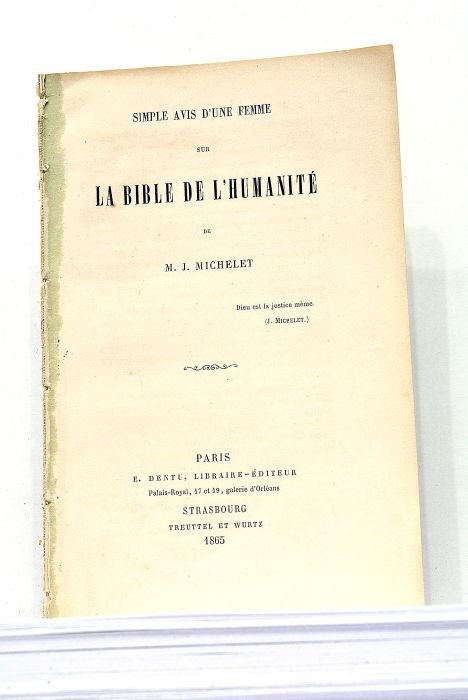 SIMPLE AVIS D'UNE FEMME
SUR
LA BIBLE DE L'HUMANITÉ
DE
M. J. MICHELET
Dieu est la justice même.
(J. MICHELET.)
PARIS
E. DENTU, LIBRAIRE-ÉDITEUR
Palais-Royal, 17 et 19, galerie d'Orléans
STRASBOURG
TREUTTEL ET WURTZ
1865